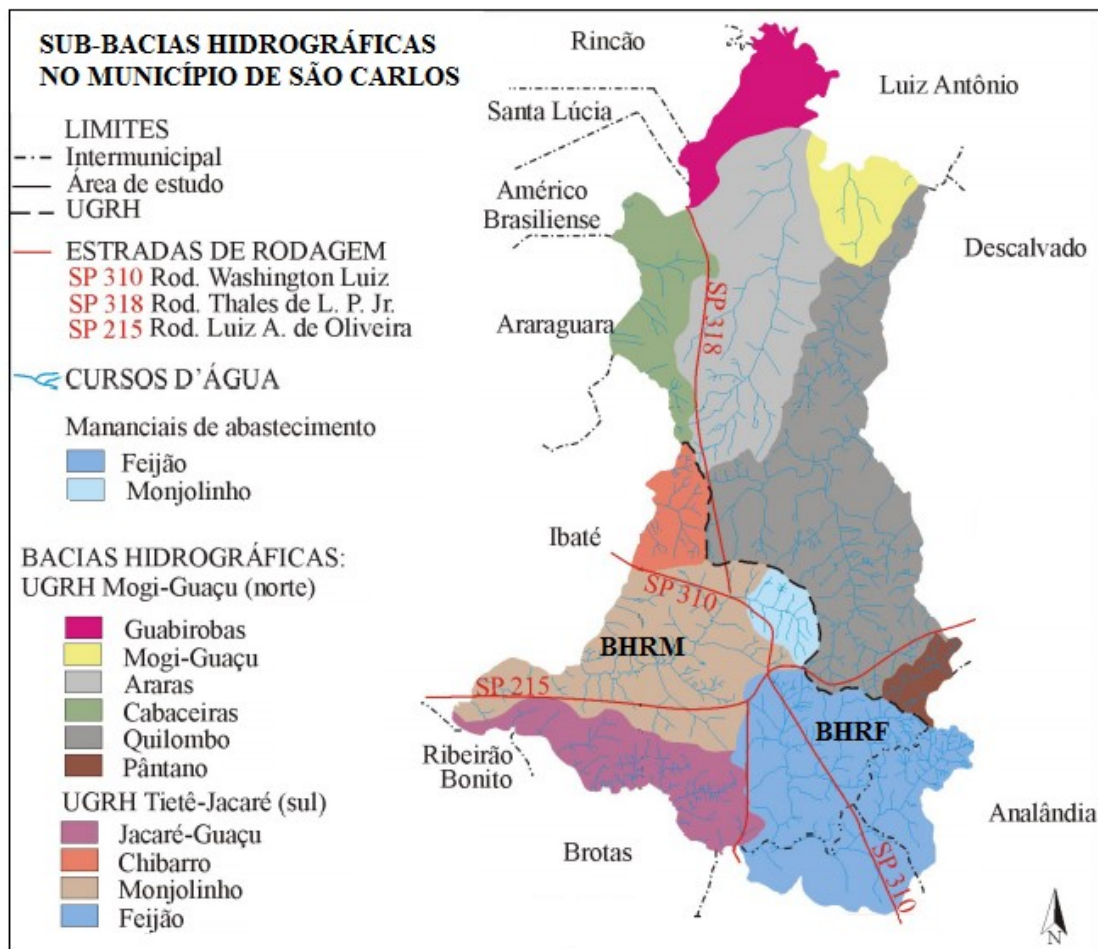 SUB-BACIAS HIDROGRÁFICAS
NO MUNICÍPIO DE SÃO CARLOS
LIMITES
Intermunicipal
Área de estudo
UGRH
ESTRADAS DE RODAGEM
SP 310 Rod. Washington Luiz
SP 318 Rod. Thales de L. P. Jr.
SP 215 Rod. Luiz A. de Oliveira
CURSOS D'ÁGUA
Mananciais de abastecimento
Feijão
Monjolinho
BACIAS HIDROGRÁFICAS:
UGRH Mogi-Guaçu (norte)
Guabirobas
Mogi-Guaçu
Araras
Cabaceiras
Quilombo
Pântano
UGRH Tietê-Jacaré (sul)
Jacaré-Guaçu
Chibarro
Monjolinho
Feijão
Rincão
Luiz Antônio
Santa Lúcia
Américo
Brasiliense
Descalvado
Araraguara
SP 318
Ibaté
SP 310
BHRM
SP 215
BHRF
Ribeirão
Bonito
Analândia
Brotas
SP 310
N